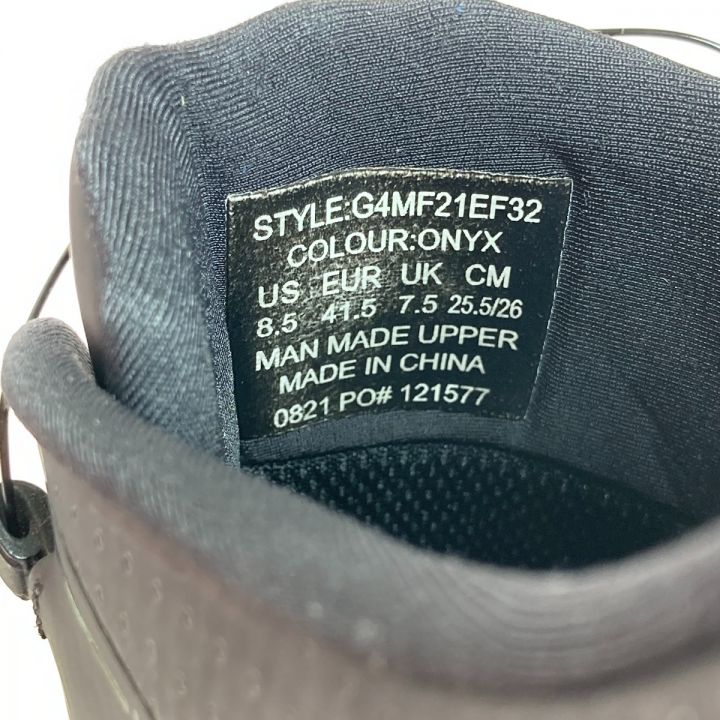 STYLE:G4MF21EF32
COLOUR:ONYX
US EUR UK CM
8.5 41.5 7.5 25.5/26
MAN MADE UPPER
MADE IN CHINA
0821 PO# 121577